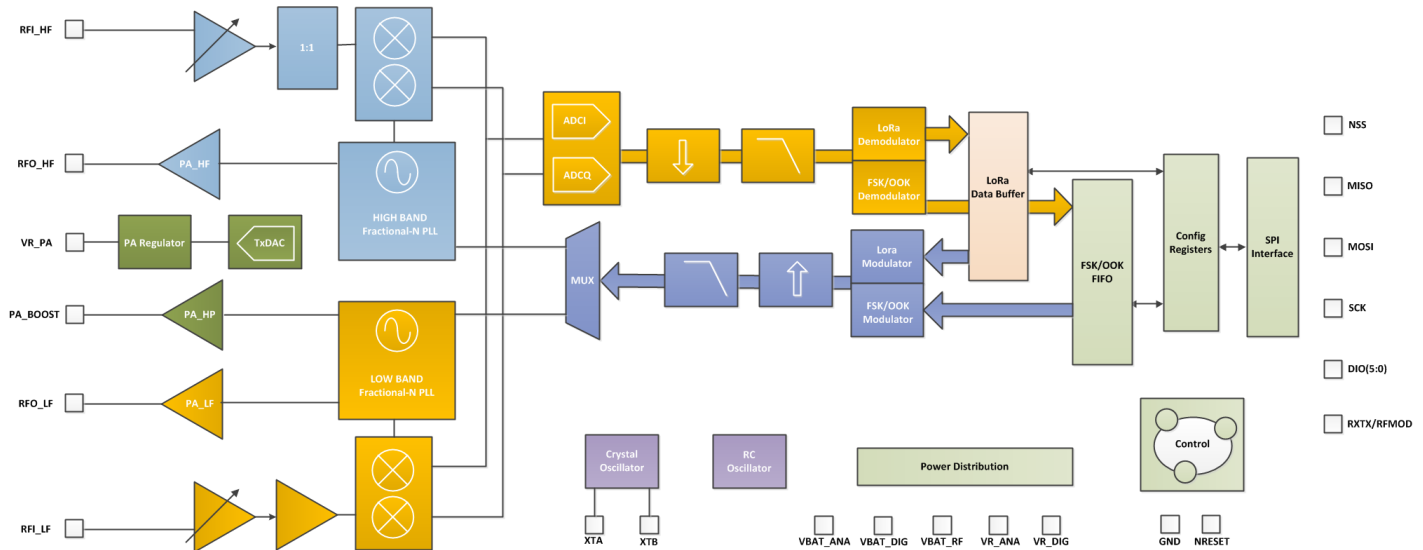 RFI_HF
1:1
RFO_HF
PA_HF
HIGH BAND
Fractional-N PLL
VR_PA
PA Regulator
TxDAC
PA_BOOST
PA_HP
RFO_LF
PA_LF
LOW BAND
Fractional-N PLL
RFI_LF
ADCI
ADCQ
MUX
LoRa
Demodulator
FSK/OOK
Demodulator
Lora
Modulator
FSK/OOK
Modulator
LoRa
Data Buffer
FSK/OOK
FIFO
Config
Registers
SPI
Interface
NSS
MISO
MOSI
SCK
DIO(5:0)
RXTX/RFMOD
Crystal
Oscillator
RC
Oscillator
Power Distribution
Control
XTA
XTB
VBAT_ANA
VBAT_DIG
VBAT_RF
VR_ANA
VR_DIG
GND
NRESET